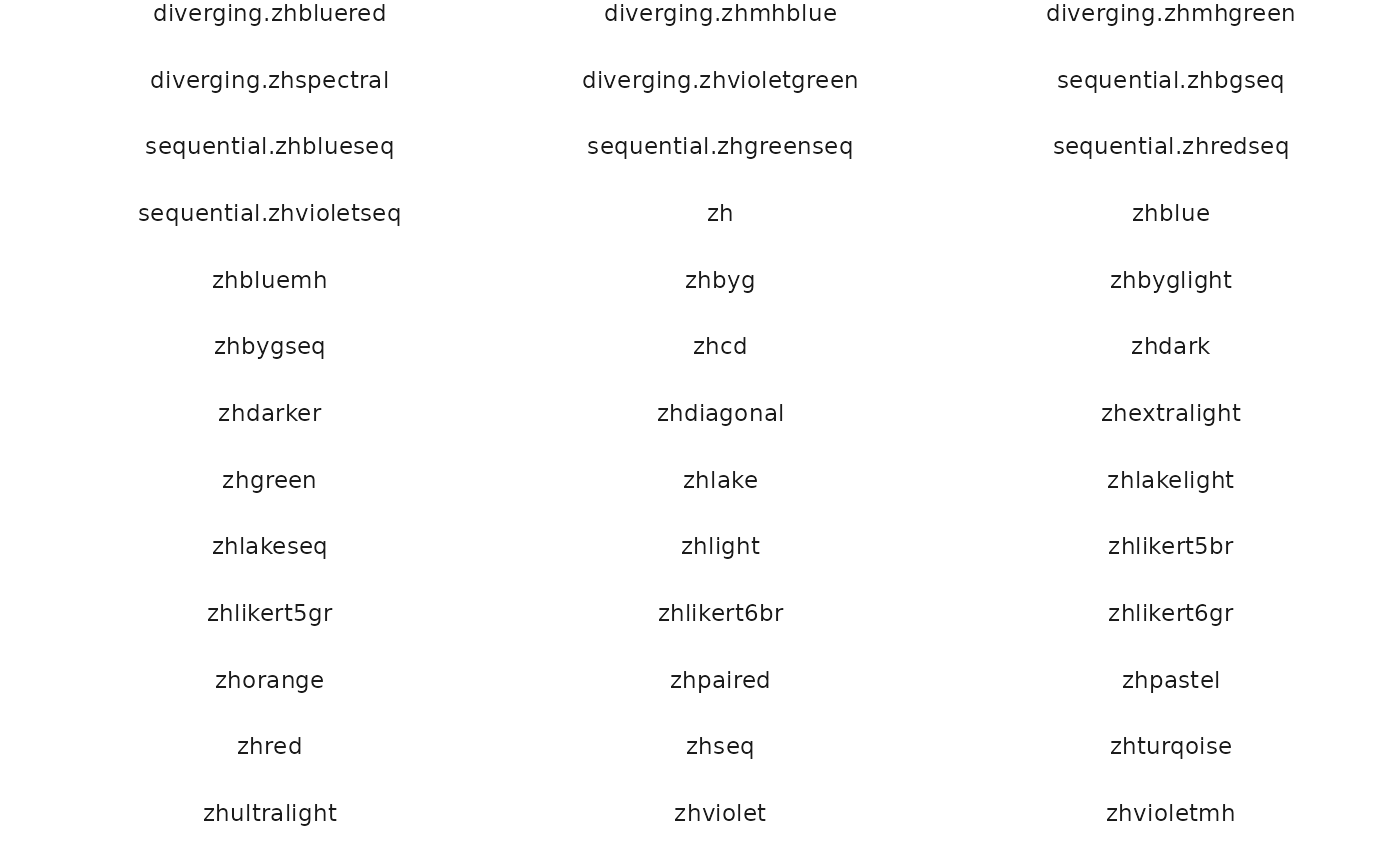 diverging.zhbluered diverging.zhmhblue diverging.zhmhgreen
diverging.zhspectral diverging.zhvioletgreen sequential.zhbgseq
sequential.zhblueseq sequential.zhgreenseq sequential.zhredseq
sequential.zhvioletseq zh zhblue
zhbluemh zhbyg zhbyglight
zhbygseq zhcd zhdark
zhdarker zhdiagonal zhextralight
zhgreen zhlake zhlakelight
zhlakeseq zhlight zhlikert5br
zhlikert5gr zhlikert6br zhlikert6gr
zhorange zhpaired zhpastel
zhred zhseq zhturqoise
zhultralight zhviolet zhvioletmh